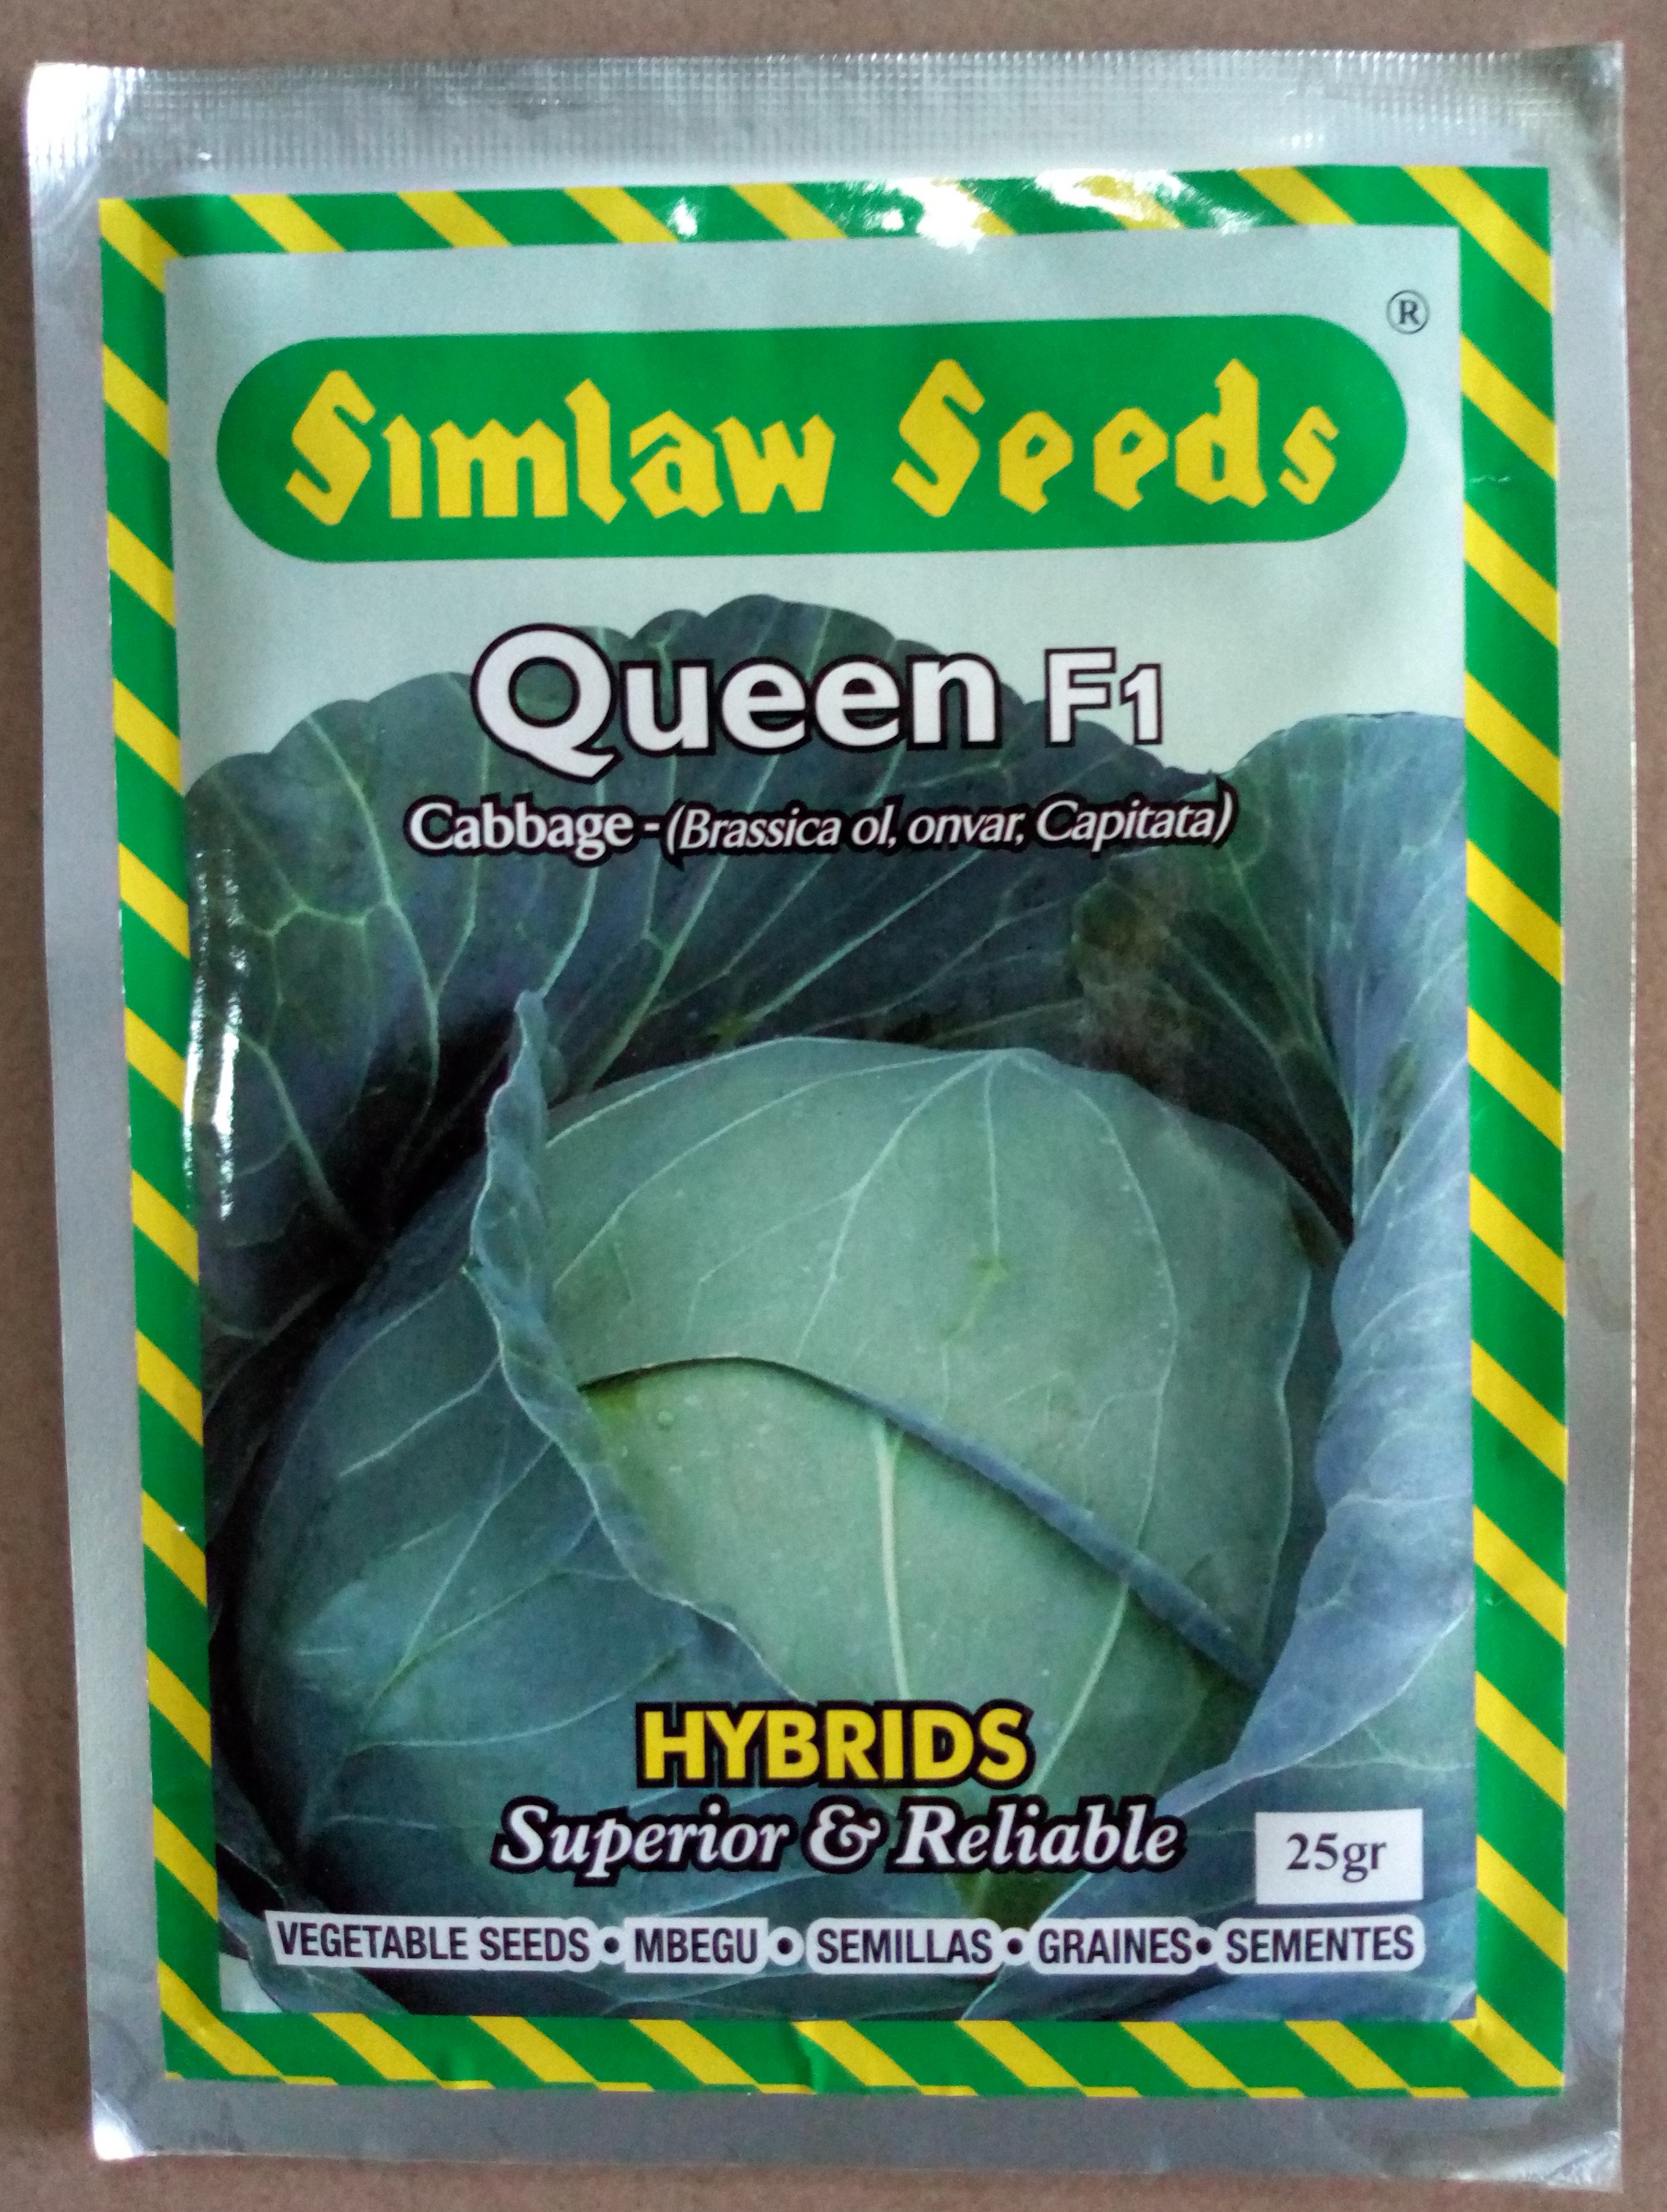 ®
Simlaw Seeds
Queen F1
Cabbage - (Brassica ol, onvar, Capitata)
HYBRIDS
Superior & Reliable
25gr
VEGETABLE SEEDS • MBEGU • SEMILLAS • GRAINES • SEMENTES